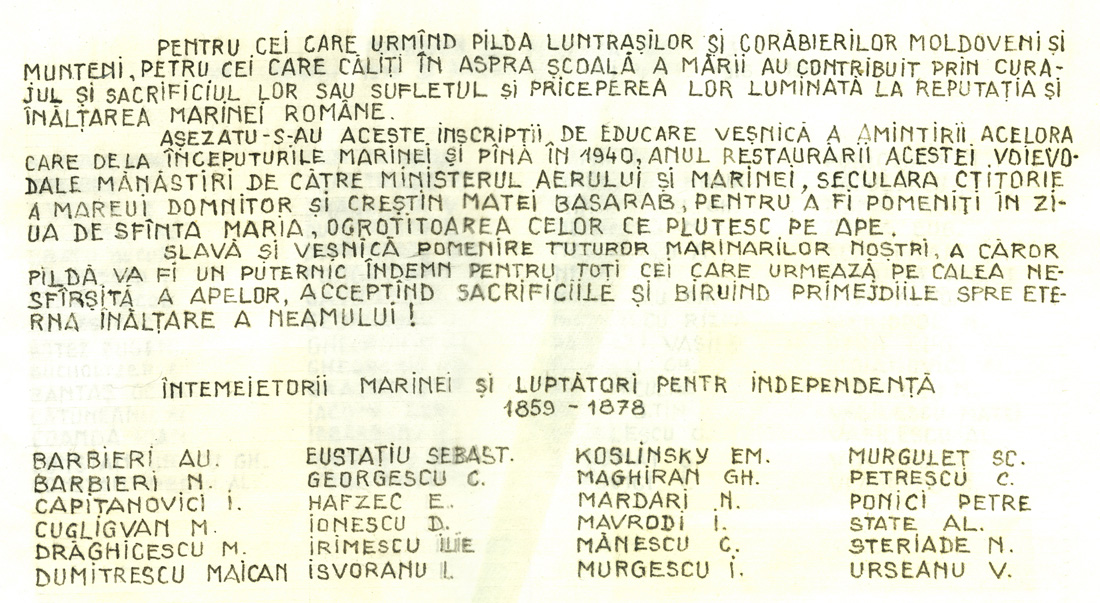 PENTRU CEI CARE URMÎND PILDA LUNTRAȘILOR ȘI CORĂBIERILOR MOLDOVENI ȘI
MUNTENI, PETRU CEI CARE CĂLIȚI ÎN ASPRA ȘCOALĂ A MĂRII AU CONTRIBUIT PRIN CURA-
JUL ȘI SACRIFICIUL LOR SAU SUFLETUL ȘI PRICEPEREA LOR LUMINATĂ LA REPUTAȚIA ȘI
ÎNĂLȚAREA MARINEI ROMÂNE.
AȘEZATU-S-AU ACESTE INSCRIPȚII, DE EDUCARE VEȘNICĂ A AMINTIRII ACELORA
CARE DE LA ÎNCEPUTURILE MARINEI ȘI PÎNĂ ÎN 1940, ANUL RESTAURĂRII ACESTEI VOIEVO-
DALE MĂNĂSTIRI DE CĂTRE MINISTERUL AERULUI ȘI MARINEI, SECULARA CTITORIE
A MAREUI DOMNITOR ȘI CREȘTIN MATEI BASARAB, PENTRU A FI POMENIȚI ÎN ZI-
UA DE SFÎNTA MARIA, OGROTITOAREA CELOR CE PLUTESC PE APE.
SLAVĂ ȘI VEȘNICĂ POMENIRE TUTUROR MARINARILOR NOȘTRI, A CĂROR
PILDĂ VA FI UN PUTERNIC ÎNDEMN PENTRU TOȚI CEI CARE URMEAZĂ PE CALEA NE-
SFÎRȘITĂ A APELOR, ACCEPTÎND SACRIFICIILE ȘI BIRUIND PRIMEJDIILE SPRE ETE-
RNA ÎNĂLȚARE A NEAMULUI!
ÎNTEMEIETORII MARINEI ȘI LUPTĂTORI PENTR INDEPENDENȚĂ
1859 - 1878
BARBIERI AU. EUSTAȚIU SEBAST. KOSLINSKY EM. MURGULET SC.
BARBIERI N. GEORGESCU C. MAGHIRAN GH. PETRESCU C.
CAPITANOVICI I. HAFZEC E. MARDARI N. PONICI PETRE
CUGLIGVAN M. IONESCU D. MAVRODI I. STATE AL.
DRĂGHICESCU M. IRIMESCU ILIE MĂNESCU C. STERIADE N.
DUMITRESCU MAICAN ISVORANU I. MURGESCU I. URSEANU V.